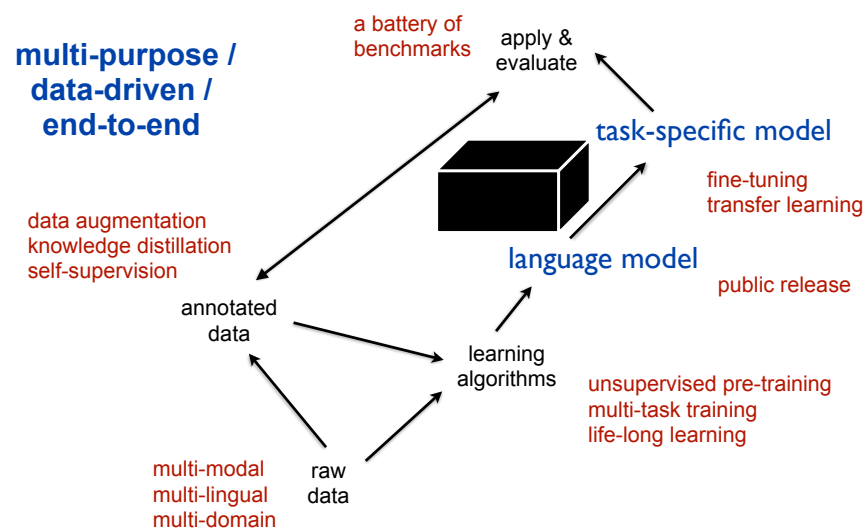 multi-purpose /
data-driven /
end-to-end
a battery of
benchmarks
apply &
evaluate
task-specific model
fine-tuning
transfer learning
data augmentation
knowledge distillation
self-supervision
language model
public release
annotated
data
learning
algorithms
unsupervised pre-training
multi-task training
life-long learning
multi-modal
multi-lingual
multi-domain
raw
data